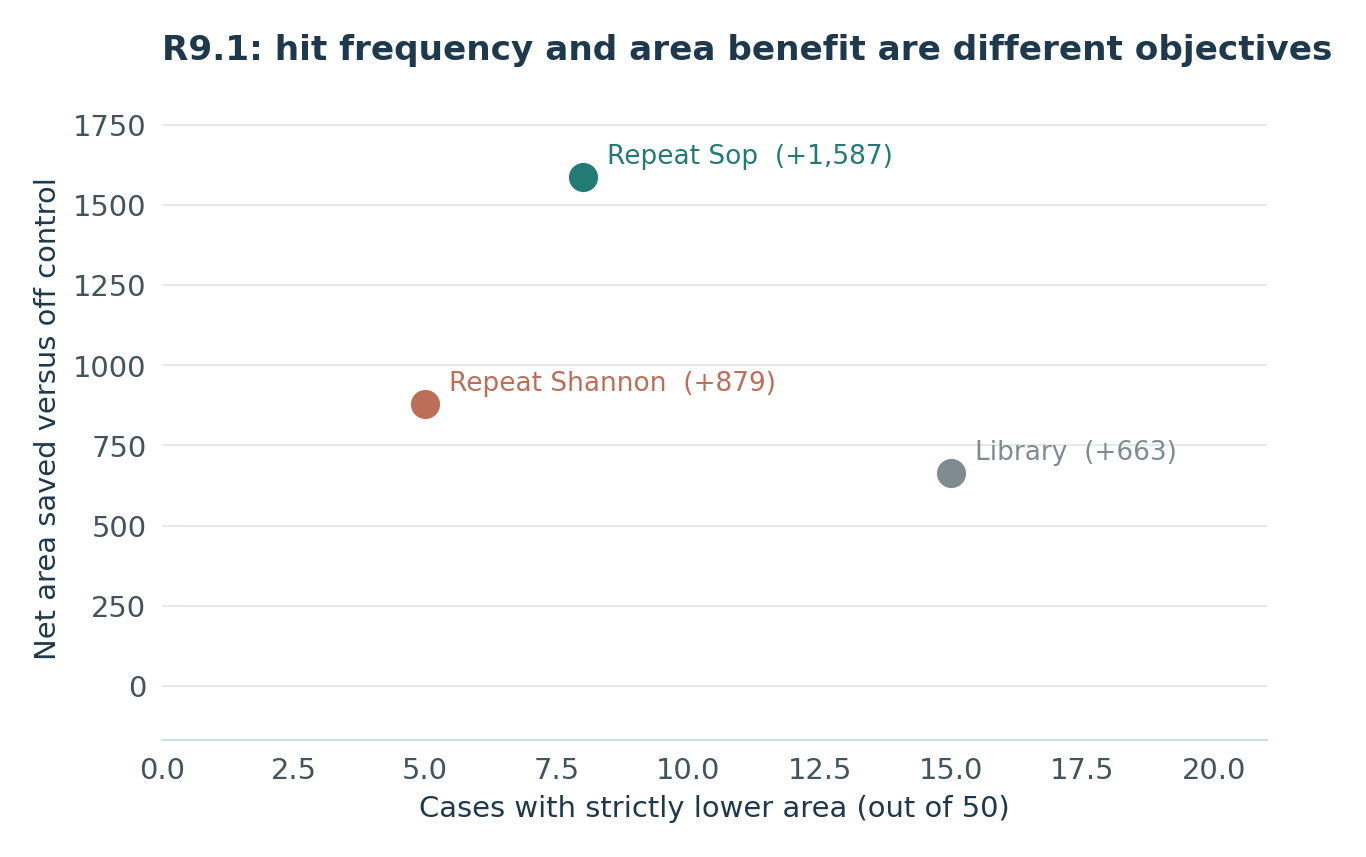 R9.1: hit frequency and area benefit are different objectives
Net area saved versus off control
1750
1500
1250
1000
750
500
250
0
Repeat Sop (+1,587)
Repeat Shannon (+879)
Library (+663)
0.0 2.5 5.0 7.5 10.0 12.5 15.0 17.5 20.0
Cases with strictly lower area (out of 50)